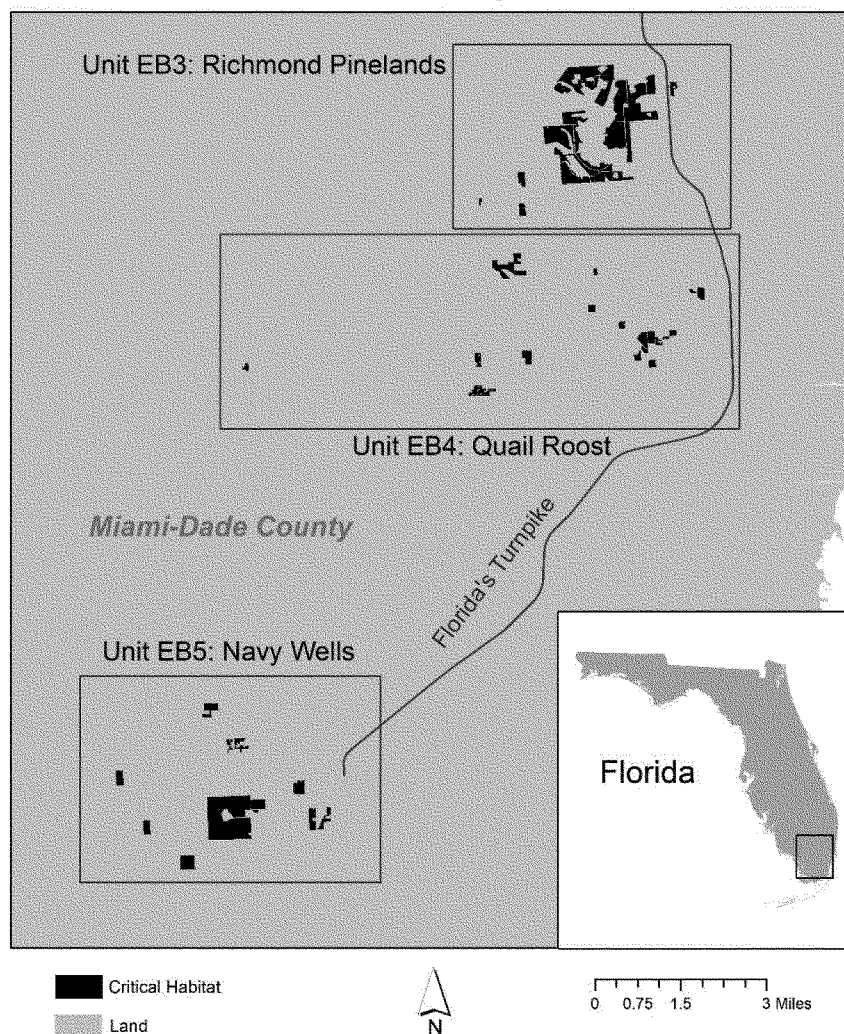 Unit EB3: Richmond Pinelands
Unit EB4: Quail Roost
Miami-Dade County
Florida's Turnpike
Unit EB5: Navy Wells
Florida
Critical Habitat
Land
N
0 0.75 1.5 3 Miles